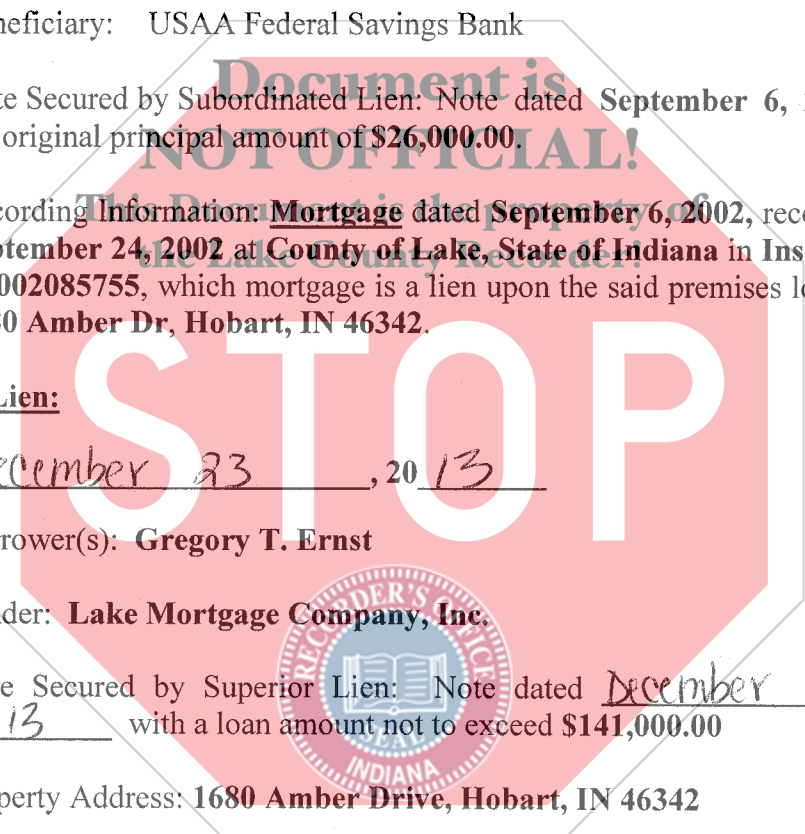 neficiary: USAA Federal Savings Bank
Document is
te Secured by Subordinated Lien: Note dated September 6,
original principal amount of $26,000.00.
NOT OFFICIAL!
This Document is the property of
cording Information: Mortgage dated September 6, 2002, reco
the Lake County Recorder!
ptember 24, 2002 at County of Lake, State of Indiana in Ins
002085755, which mortgage is a lien upon the said premises lo
80 Amber Dr, Hobart, IN 46342.
STOP
Lien:
ecember 23, 20 13
rower(s): Gregory T. Ernst
der: Lake Mortgage Company, Inc.
RECORDER'S OFFICE
e Secured by Superior Lien: Note dated December
13 with a loan amount not to exceed $141,000.00
SEAL
INDIANA
perty Address: 1680 Amber Drive, Hobart, IN 46342